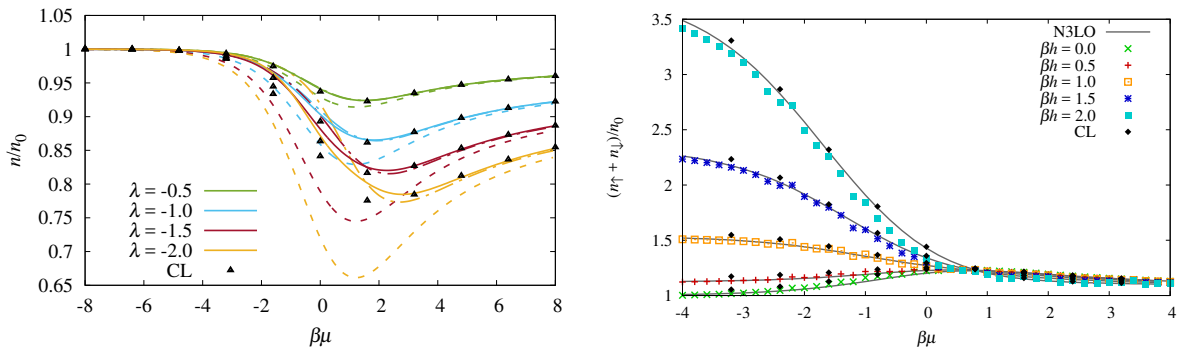 1.05
1
0.95
0.9
0.85
0.8
0.75
0.7
0.65
n/n₀
λ = -0.5
λ = -1.0
λ = -1.5
λ = -2.0
CL
-8 -6 -4 -2 0 2 4 6 8
βμ
3.5
3
2.5
2
1.5
1
(n↑ + n↓)/n₀
N3LO
βh = 0.0
βh = 0.5
βh = 1.0
βh = 1.5
βh = 2.0
CL
-4 -3 -2 -1 0 1 2 3 4
βμ